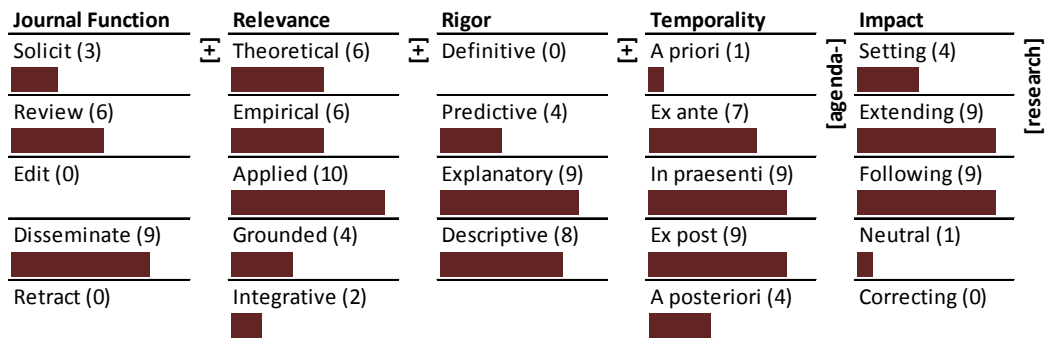 Journal Function [+] Relevance [+] Rigor [+] Temporality [agenda- Impact [research]
Solicit (3) Theoretical (6) Definitive (0) A priori (1) Setting (4)
Review (6) Empirical (6) Predictive (4) Ex ante (7) Extending (9)
Edit (0) Applied (10) Explanatory (9) In praesenti (9) Following (9)
Disseminate (9) Grounded (4) Descriptive (8) Ex post (9) Neutral (1)
Retract (0) Integrative (2) A posteriori (4) Correcting (0)